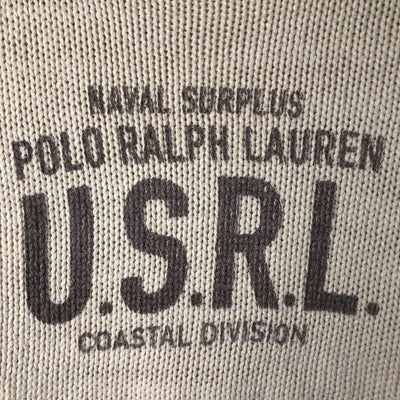 NAVAL SURPLUS
POLO RALPH LAUREN
U.S.R.L.
COASTAL DIVISION